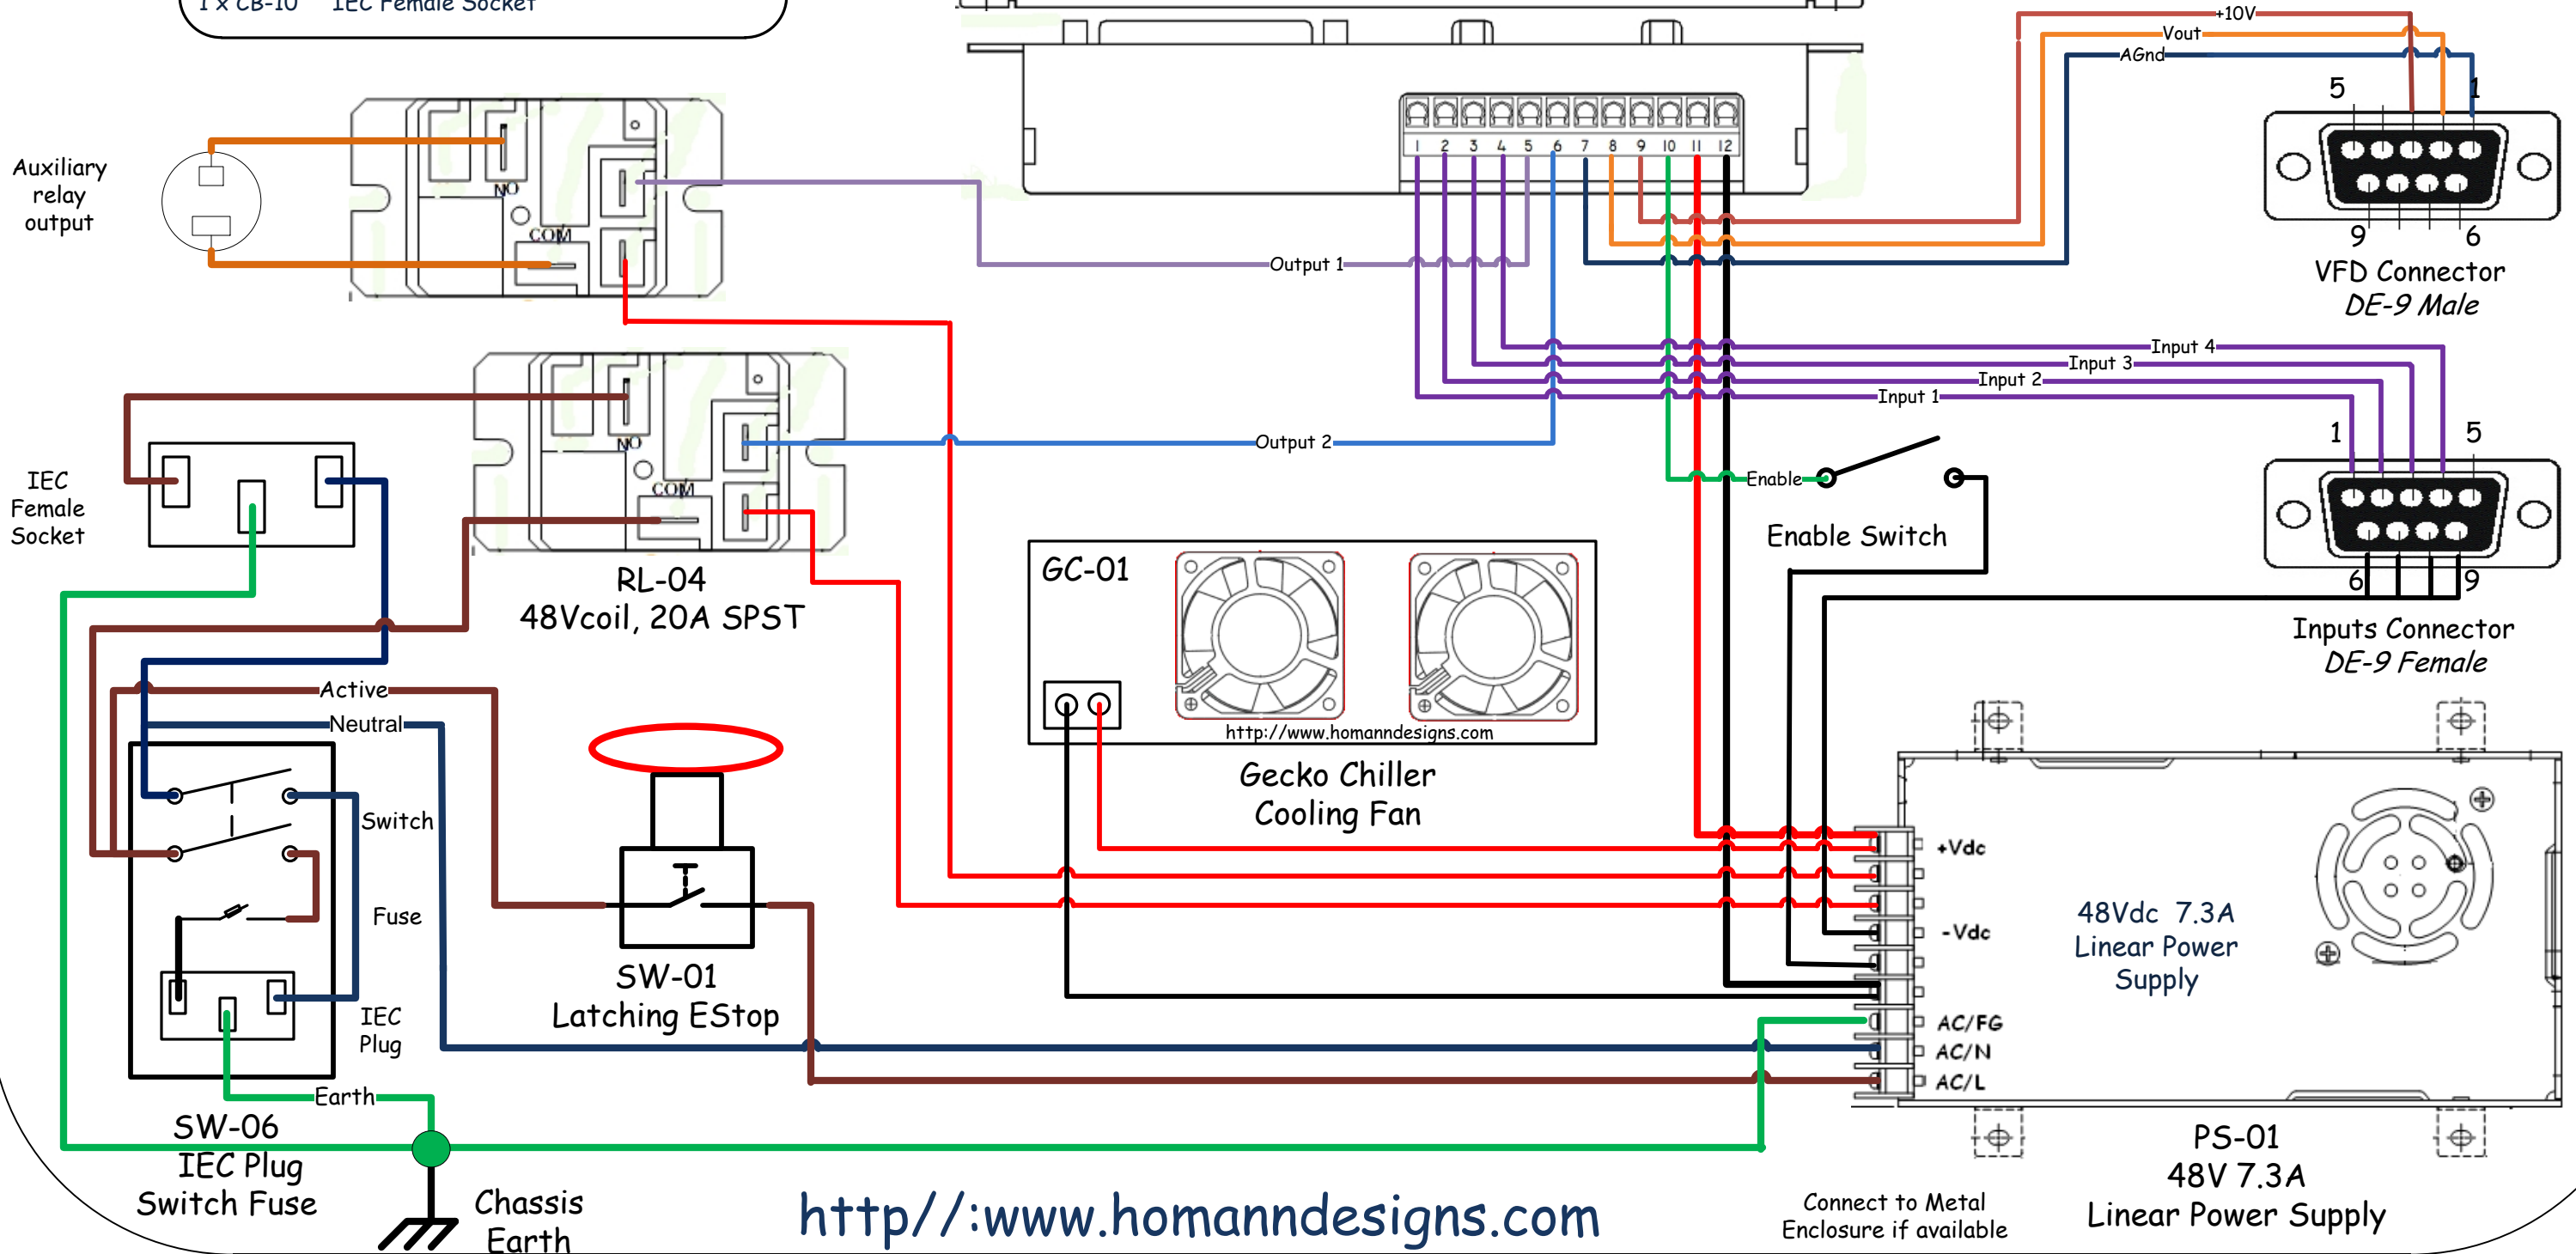 1 x CB-10 IEC Female Socket
+10V
Vout
AGnd
5 1
9 6
VFD Connector
DE-9 Male
Auxiliary
relay
output
NO
COM
1 2 3 4 5 6 7 8 9 10 11 12
Output 1
Input 4
Input 3
Input 2
Input 1
1 5
6 9
Inputs Connector
DE-9 Female
IEC
Female
Socket
NO
COM
Output 2
RL-04
48Vcoil, 20A SPST
Enable
Enable Switch
GC-01
http://www.homanndesigns.com
Gecko Chiller
Cooling Fan
Active
Neutral
Switch
Fuse
IEC
Plug
Earth
SW-06
IEC Plug
Switch Fuse
SW-01
Latching EStop
Chassis
Earth
+Vdc
-Vdc
AC/FG
AC/N
AC/L
48Vdc 7.3A
Linear Power
Supply
PS-01
48V 7.3A
Linear Power Supply
Connect to Metal
Enclosure if available
http//:www.homanndesigns.com